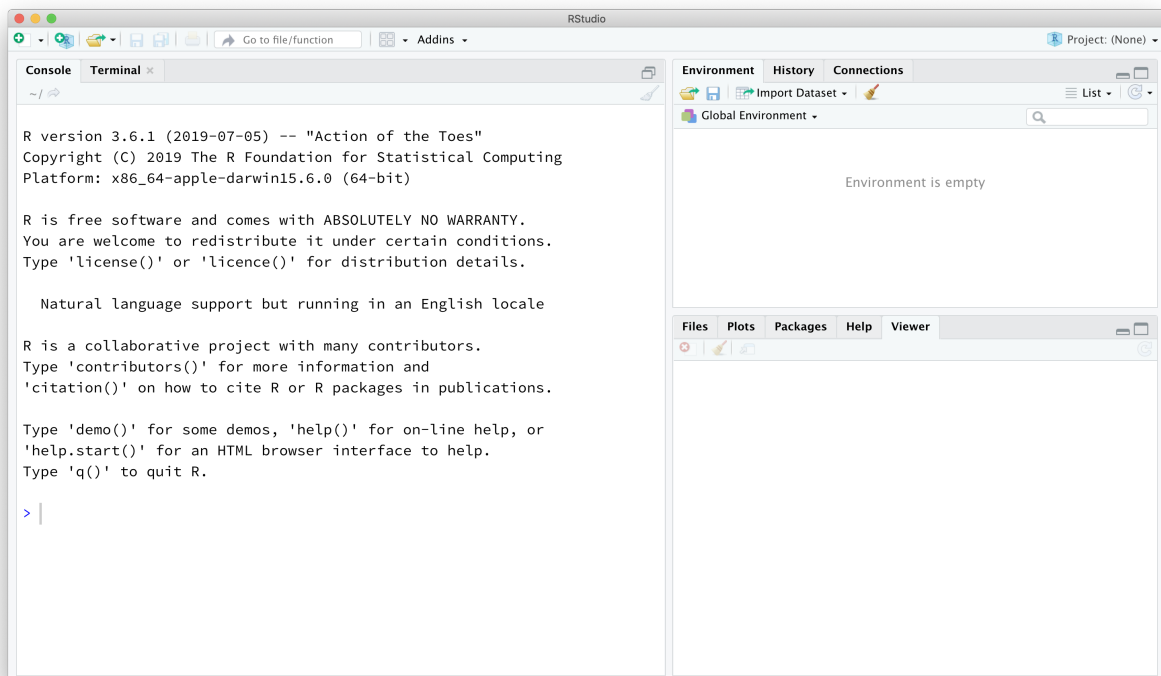 RStudio
Go to file/function
Addins
Project: (None)
Console Terminal
~/
R version 3.6.1 (2019-07-05) -- "Action of the Toes"
Copyright (C) 2019 The R Foundation for Statistical Computing
Platform: x86_64-apple-darwin15.6.0 (64-bit)
R is free software and comes with ABSOLUTELY NO WARRANTY.
You are welcome to redistribute it under certain conditions.
Type 'license()' or 'licence()' for distribution details.
Natural language support but running in an English locale
R is a collaborative project with many contributors.
Type 'contributors()' for more information and
'citation()' on how to cite R or R packages in publications.
Type 'demo()' for some demos, 'help()' for on-line help, or
'help.start()' for an HTML browser interface to help.
Type 'q()' to quit R.
>
Environment History Connections
Import Dataset
List
Global Environment
Environment is empty
Files Plots Packages Help Viewer